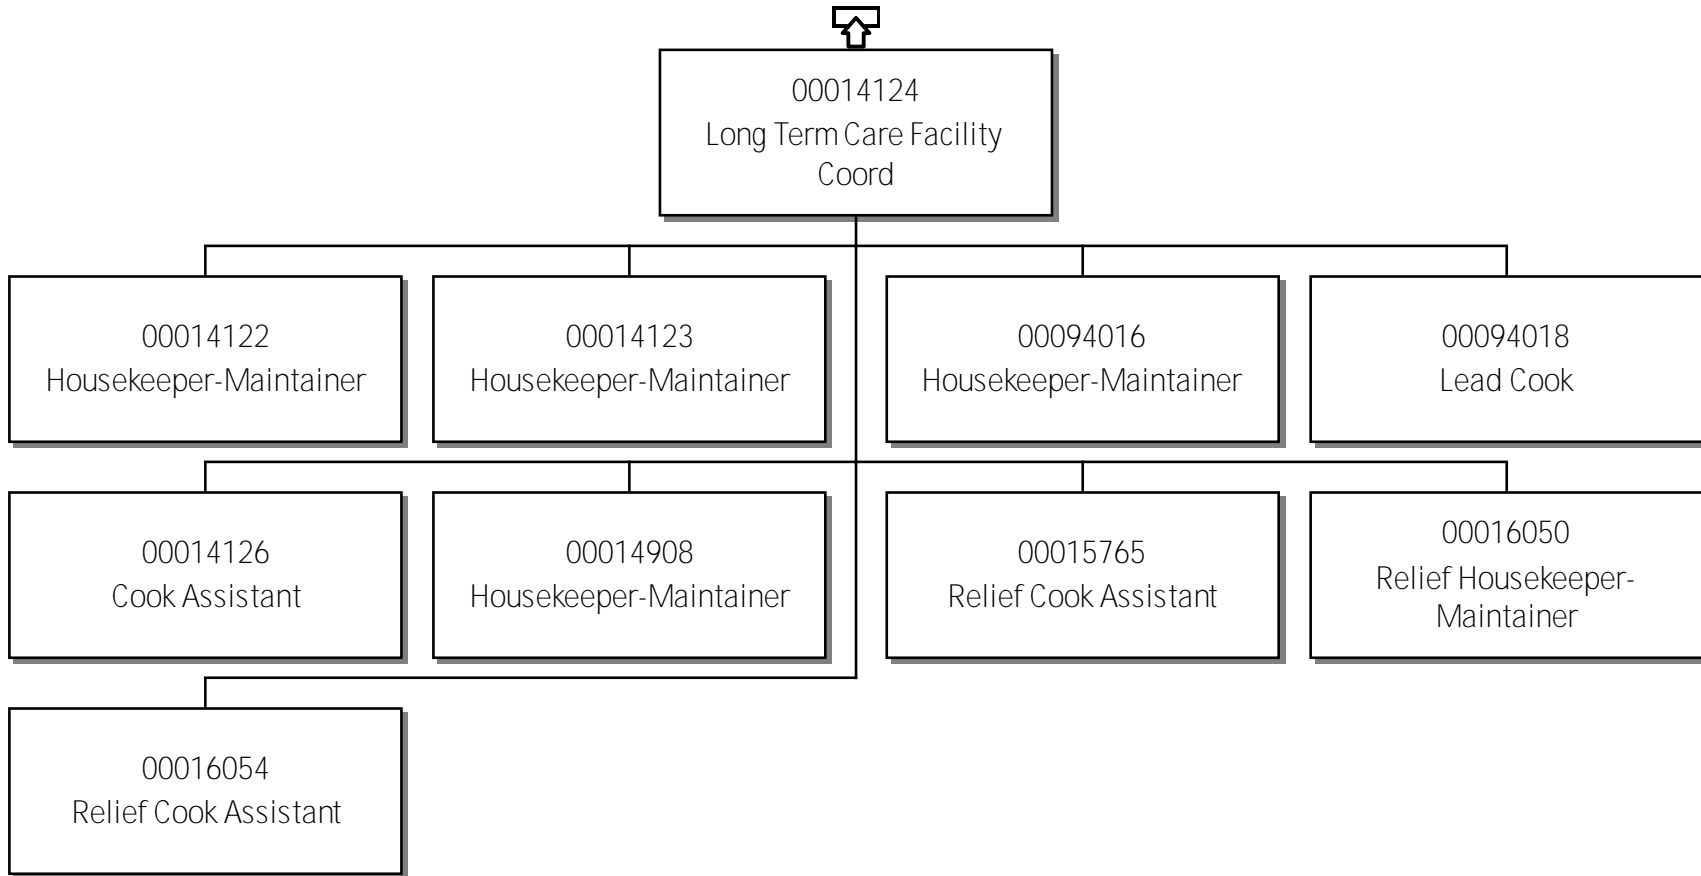 00014124
Long Term Care Facility
Coord
00014122
Housekeeper-Maintainer
00014123
Housekeeper-Maintainer
00094016
Housekeeper-Maintainer
00094018
Lead Cook
00014126
Cook Assistant
00014908
Housekeeper-Maintainer
00015765
Relief Cook Assistant
00016050
Relief Housekeeper-
Maintainer
00016054
Relief Cook Assistant